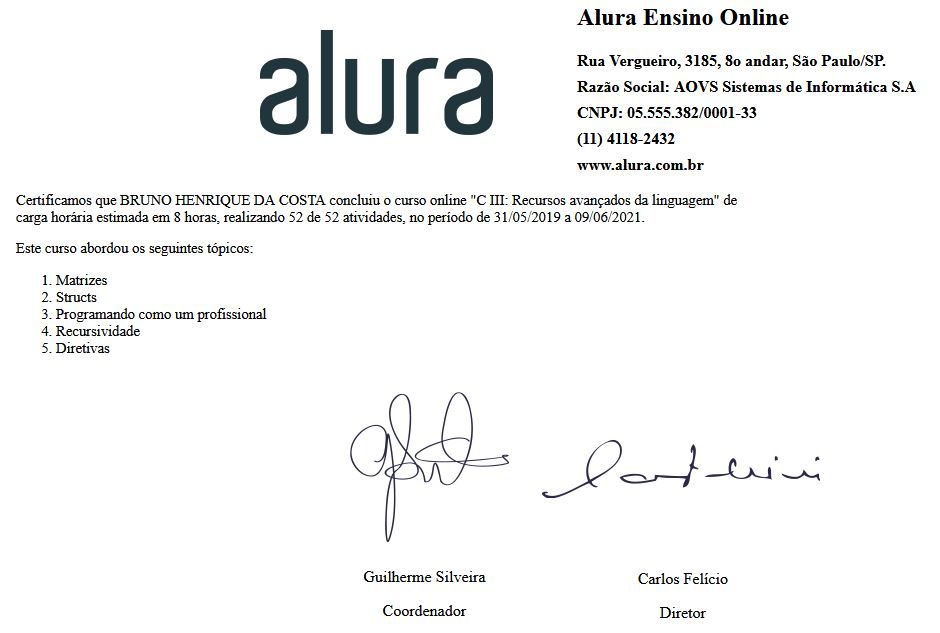 alura
Alura Ensino Online
Rua Vergueiro, 3185, 8o andar, São Paulo/SP.
Razão Social: AOVS Sistemas de Informática S.A
CNPJ: 05.555.382/0001-33
(11) 4118-2432
www.alura.com.br
Certificamos que BRUNO HENRIQUE DA COSTA concluiu o curso online "C III: Recursos avançados da linguagem" de
carga horária estimada em 8 horas, realizando 52 de 52 atividades, no período de 31/05/2019 a 09/06/2021.
Este curso abordou os seguintes tópicos:
1. Matrizes
2. Structs
3. Programando como um profissional
4. Recursividade
5. Diretivas
Guilherme Silveira
Coordenador
Carlos Felício
Diretor